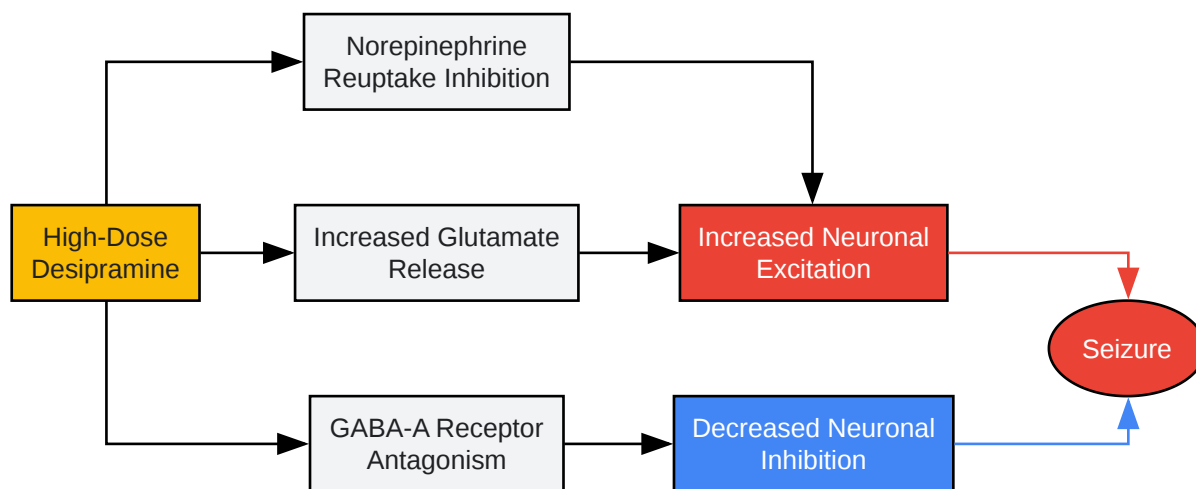 Norepinephrine
Reuptake Inhibition
High-Dose
Desipramine
Increased Glutamate
Release
Increased Neuronal
Excitation
Seizure
GABA-A Receptor
Antagonism
Decreased Neuronal
Inhibition